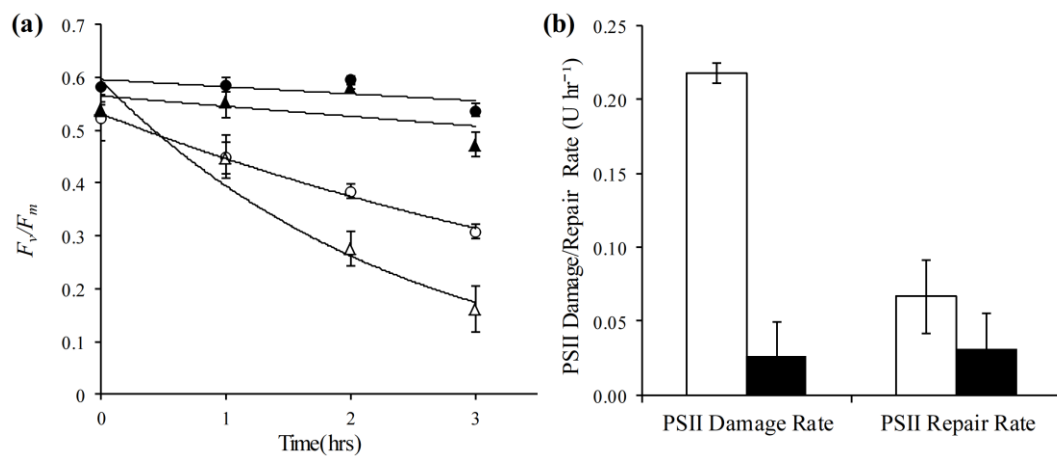 (a)
0.7
0.6
0.5
0.4
0.3
0.2
0.1
0
Fv/Fm
0 1 2 3
Time(hrs)
(b)
0.25
0.20
0.15
0.10
0.05
0.00
PSII Damage/Repair Rate (U hr⁻¹)
PSII Damage Rate PSII Repair Rate